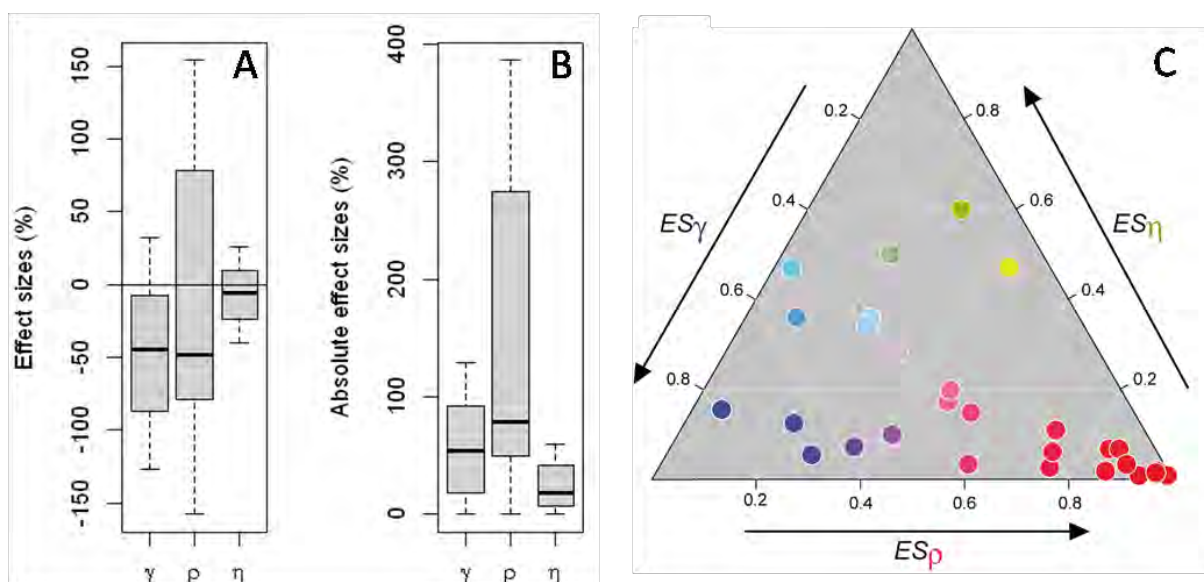 A
Effect sizes (%)
150
100
50
0
-50
-100
-150
γ ρ η
B
Absolute effect sizes (%)
400
300
200
100
0
γ ρ η
C
0.2
0.4
0.6
0.8
0.8
0.6
0.4
0.2
0.2 0.4 0.6 0.8
ESγ
ESη
ESρ